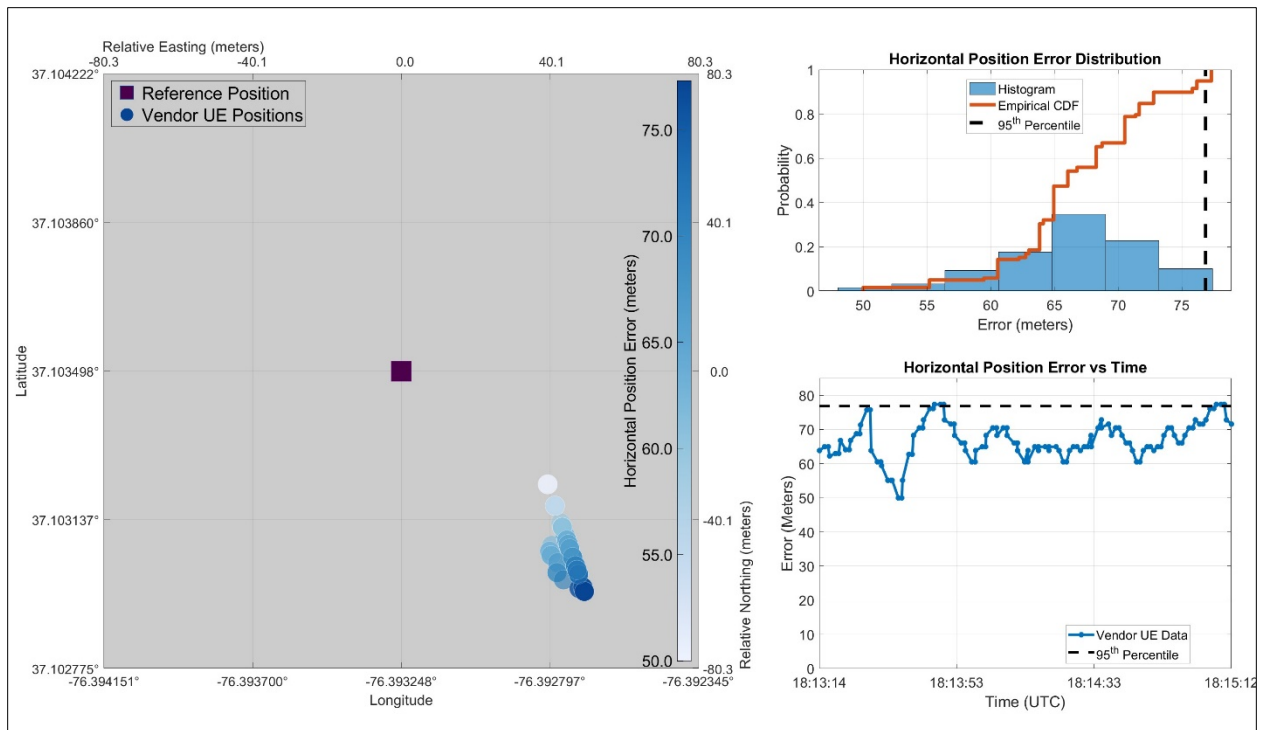 Relative Easting (meters)
-80.3 -40.1 0.0 40.1 80.3
37.104222°
37.103860°
37.103498°
37.103137°
37.102775°
Latitude
Reference Position
Vendor UE Positions
-76.394151° -76.393700° -76.393248° -76.392797° -76.392345°
Longitude
Horizontal Position Error (meters)
75.0
70.0
65.0
60.0
55.0
50.0
80.3
40.1
0.0
-40.1
-80.3
Relative Northing (meters)
Horizontal Position Error Distribution
Histogram
Empirical CDF
95th Percentile
Probability
1
0.8
0.6
0.4
0.2
0
50 55 60 65 70 75
Error (meters)
Horizontal Position Error vs Time
Error (Meters)
80
70
60
50
40
30
20
10
0
Vendor UE Data
95th Percentile
18:13:14 18:13:53 18:14:33 18:15:12
Time (UTC)